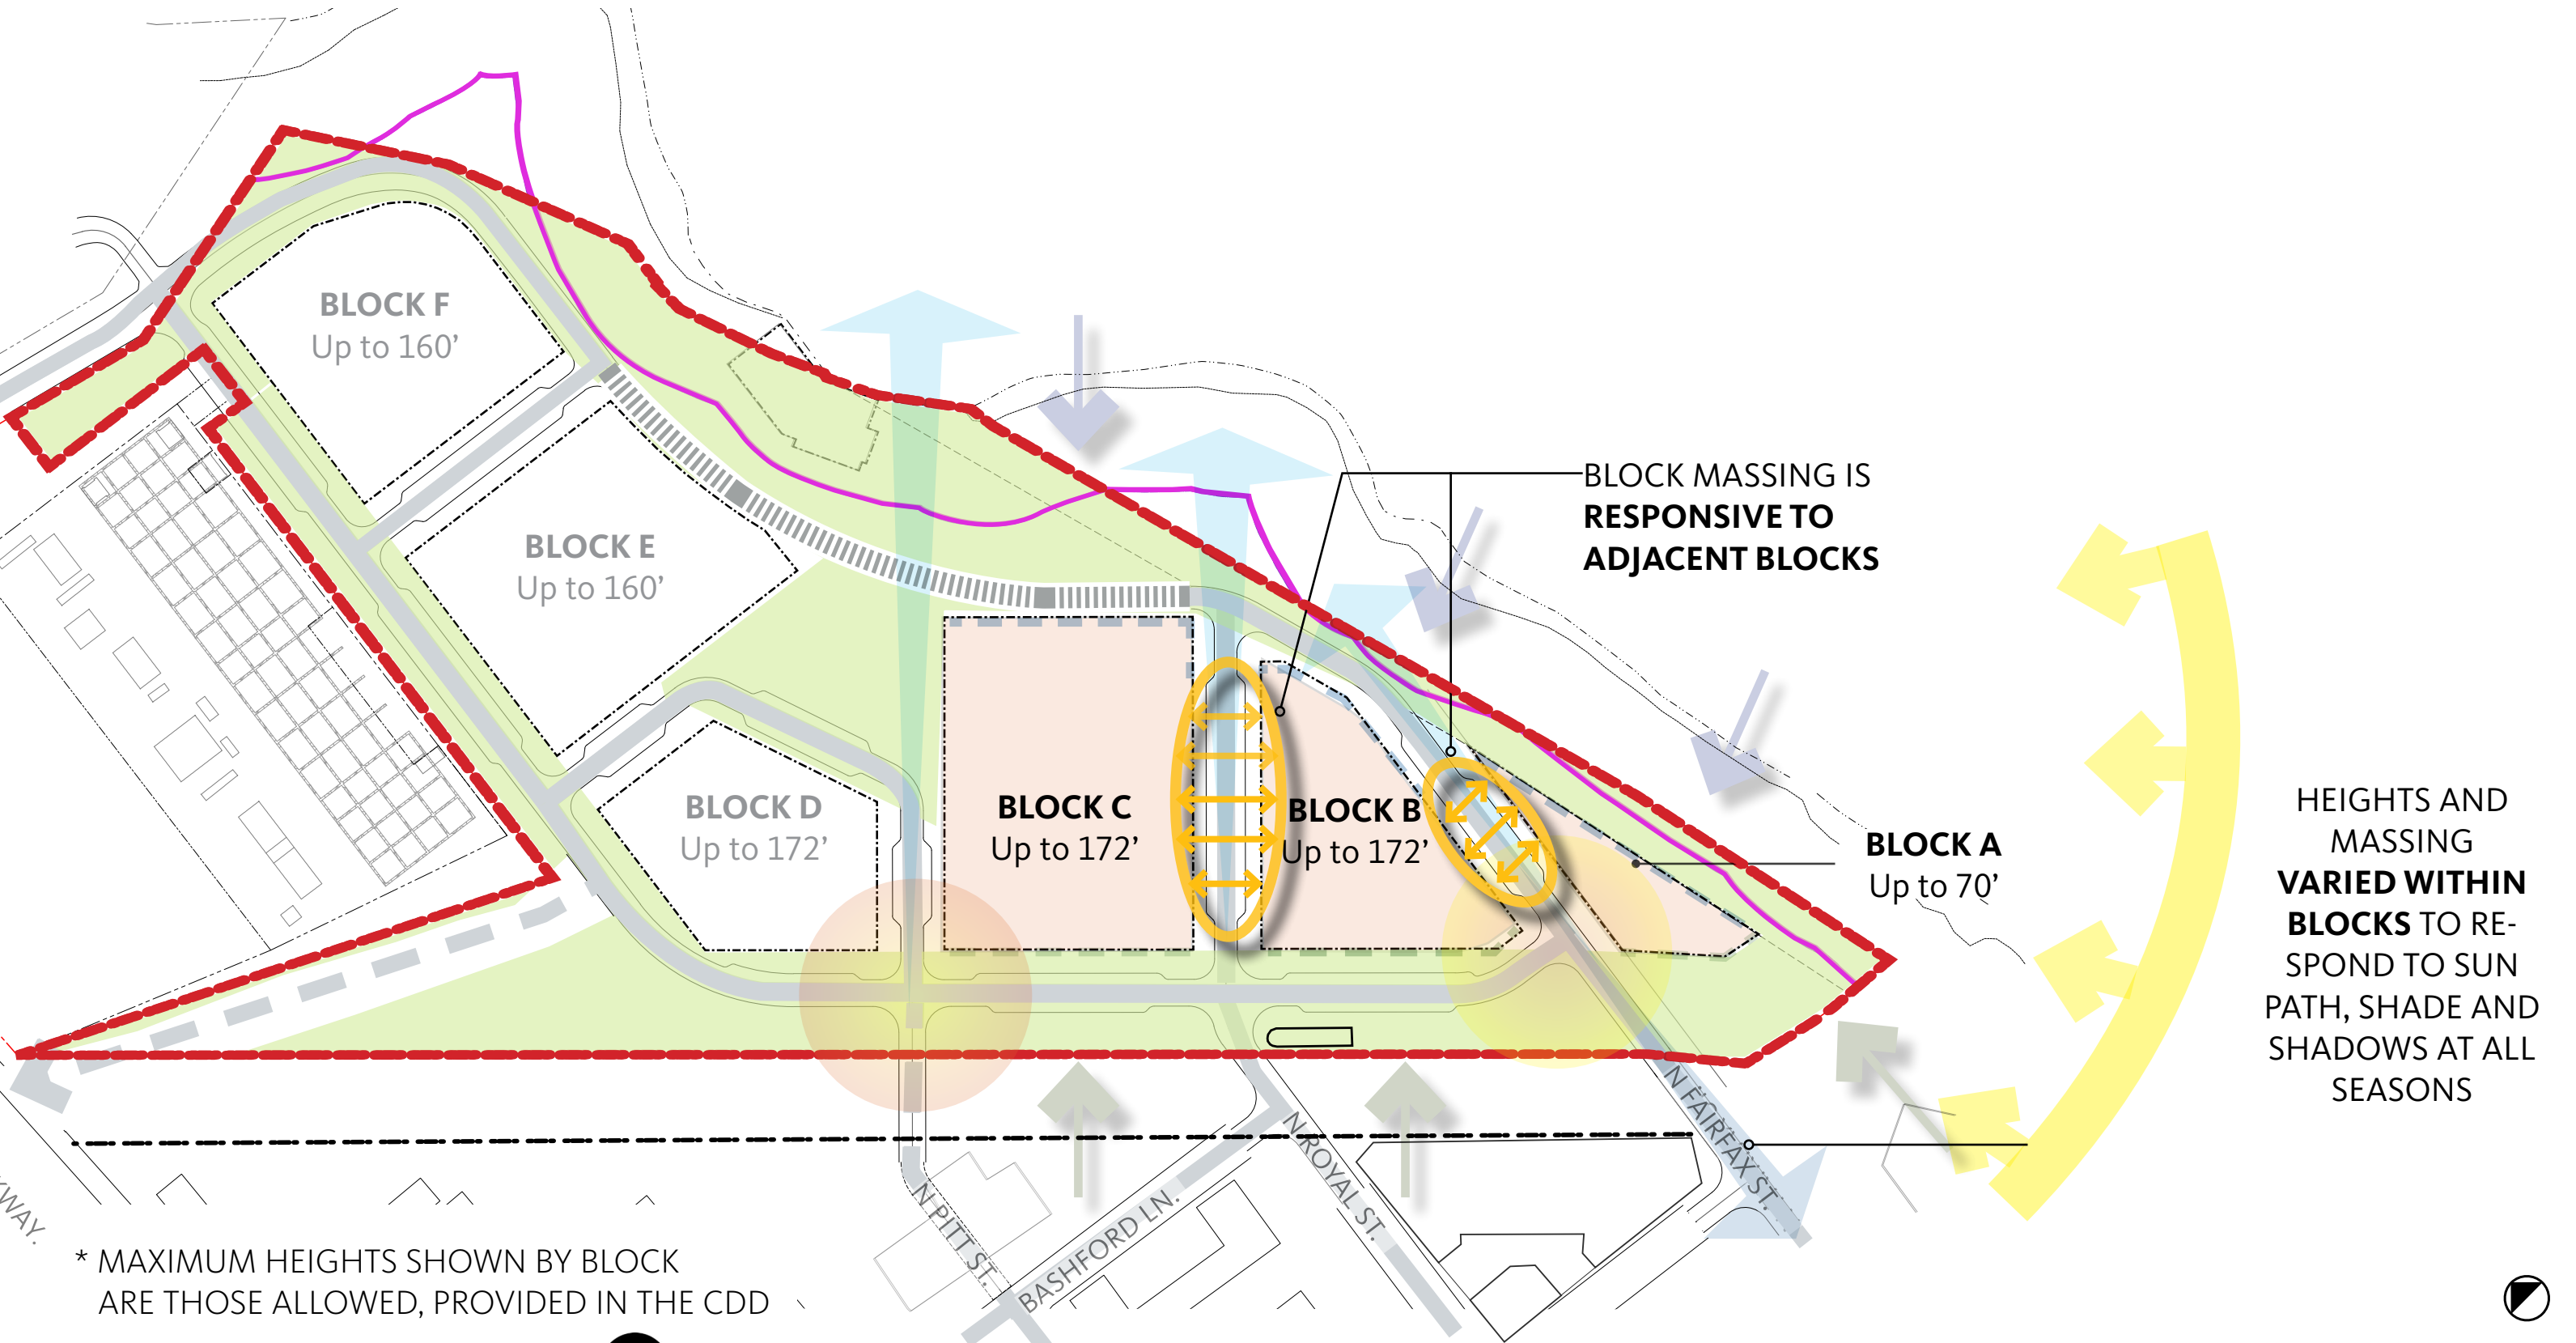 BLOCK F
Up to 160’
BLOCK E
Up to 160’
BLOCK D
Up to 172’
BLOCK C
Up to 172’
BLOCK B
Up to 172’
BLOCK A
Up to 70’
BLOCK MASSING IS
RESPONSIVE TO
ADJACENT BLOCKS
HEIGHTS AND
MASSING
VARIED WITHIN
BLOCKS TO RE-
SPOND TO SUN
PATH, SHADE AND
SHADOWS AT ALL
SEASONS
N FAIRFAX ST.
N ROYAL ST.
N PITT ST.
BASHFORD LN.
* MAXIMUM HEIGHTS SHOWN BY BLOCK
ARE THOSE ALLOWED, PROVIDED IN THE CDD